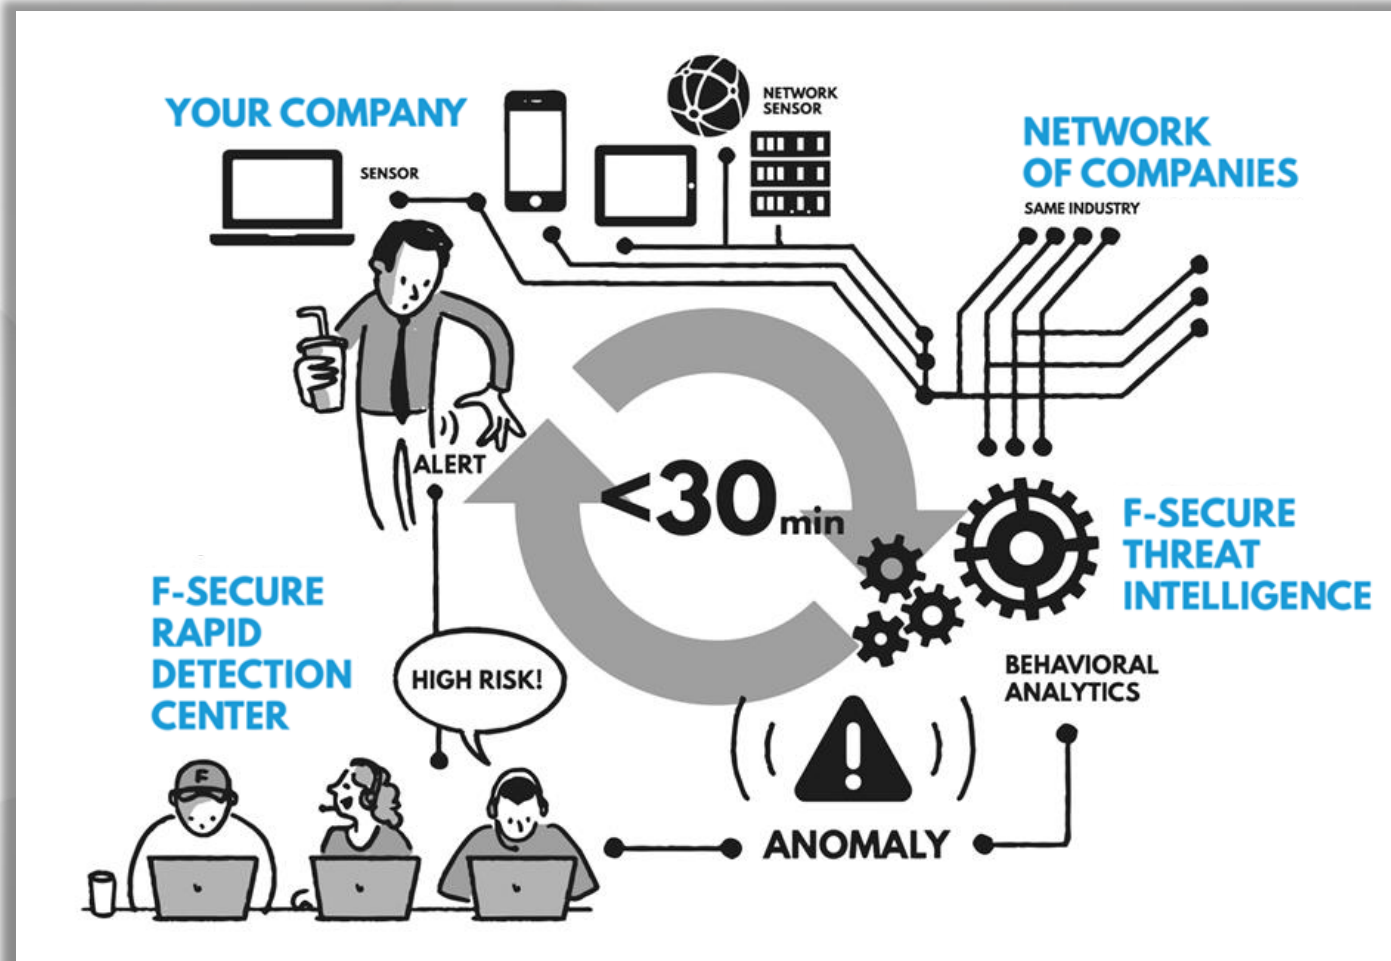 YOUR COMPANY
SENSOR
NETWORK
SENSOR
NETWORK
OF COMPANIES
SAME INDUSTRY
<30 min
ALERT
F-SECURE
THREAT
INTELLIGENCE
BEHAVIORAL
ANALYTICS
ANOMALY
F-SECURE
RAPID
DETECTION
CENTER
HIGH RISK!
F